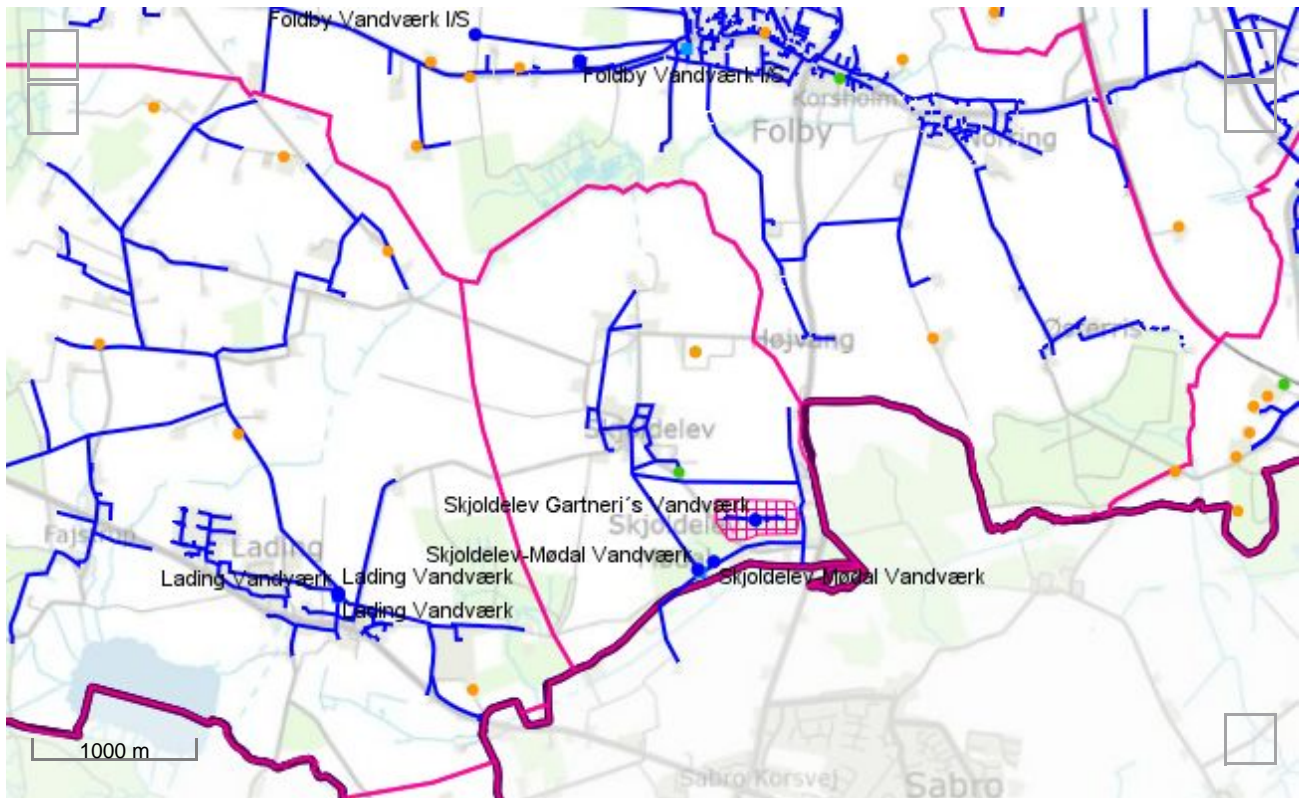 Foldby Vandværk I/S
Foldby Vandværk I/S
Korsholm
Folby
Norring
Højvang
Østerris
Skjoldelev
Skjoldelev Gartneri´s Vandværk
Fajstrup
Lading
Skjoldelev-Mødal Vandværk
Lading Vandværk
Lading Vandværk
Skjoldelev-Mødal Vandværk
Lading Vandværk
1000 m
Sabro Korsvej
Sabro